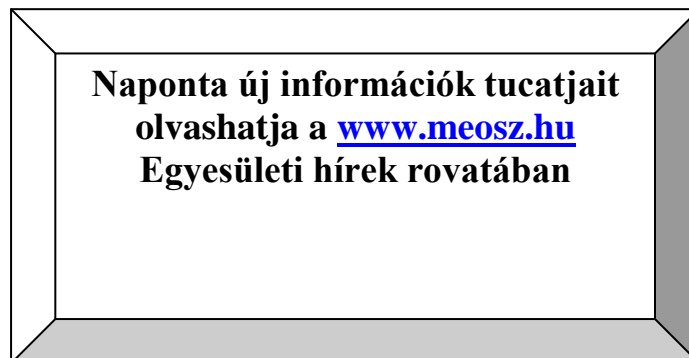 Naponta új információk tucatjait
olvashatja a www.meosz.hu
Egyesületi hírek rovatában